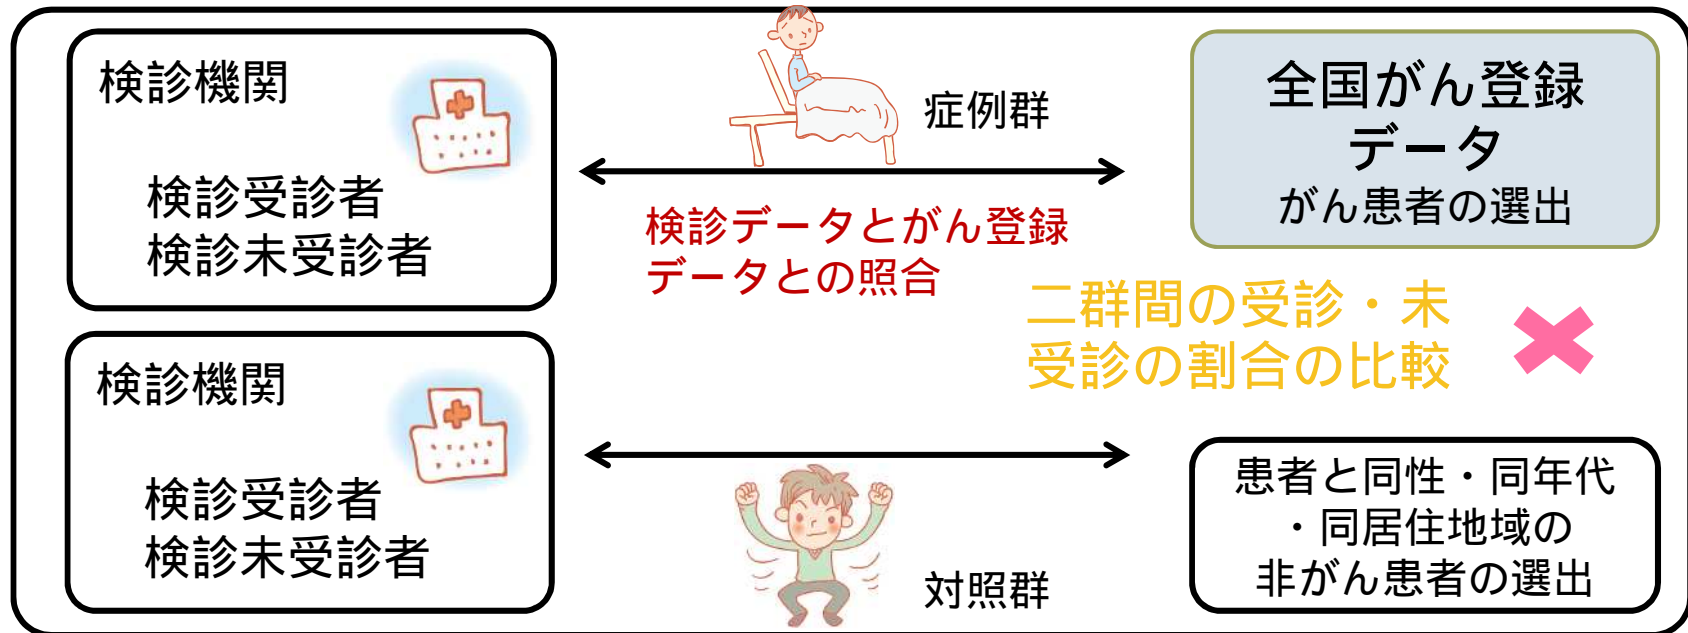 検診機関
検診受診者
検診未受診者
症例群
検診データとがん登録
データとの照合
全国がん登録
データ
がん患者の選出
二群間の受診・未
受診の割合の比較
検診機関
検診受診者
検診未受診者
対照群
患者と同性・同年代
・同居住地域の
非がん患者の選出